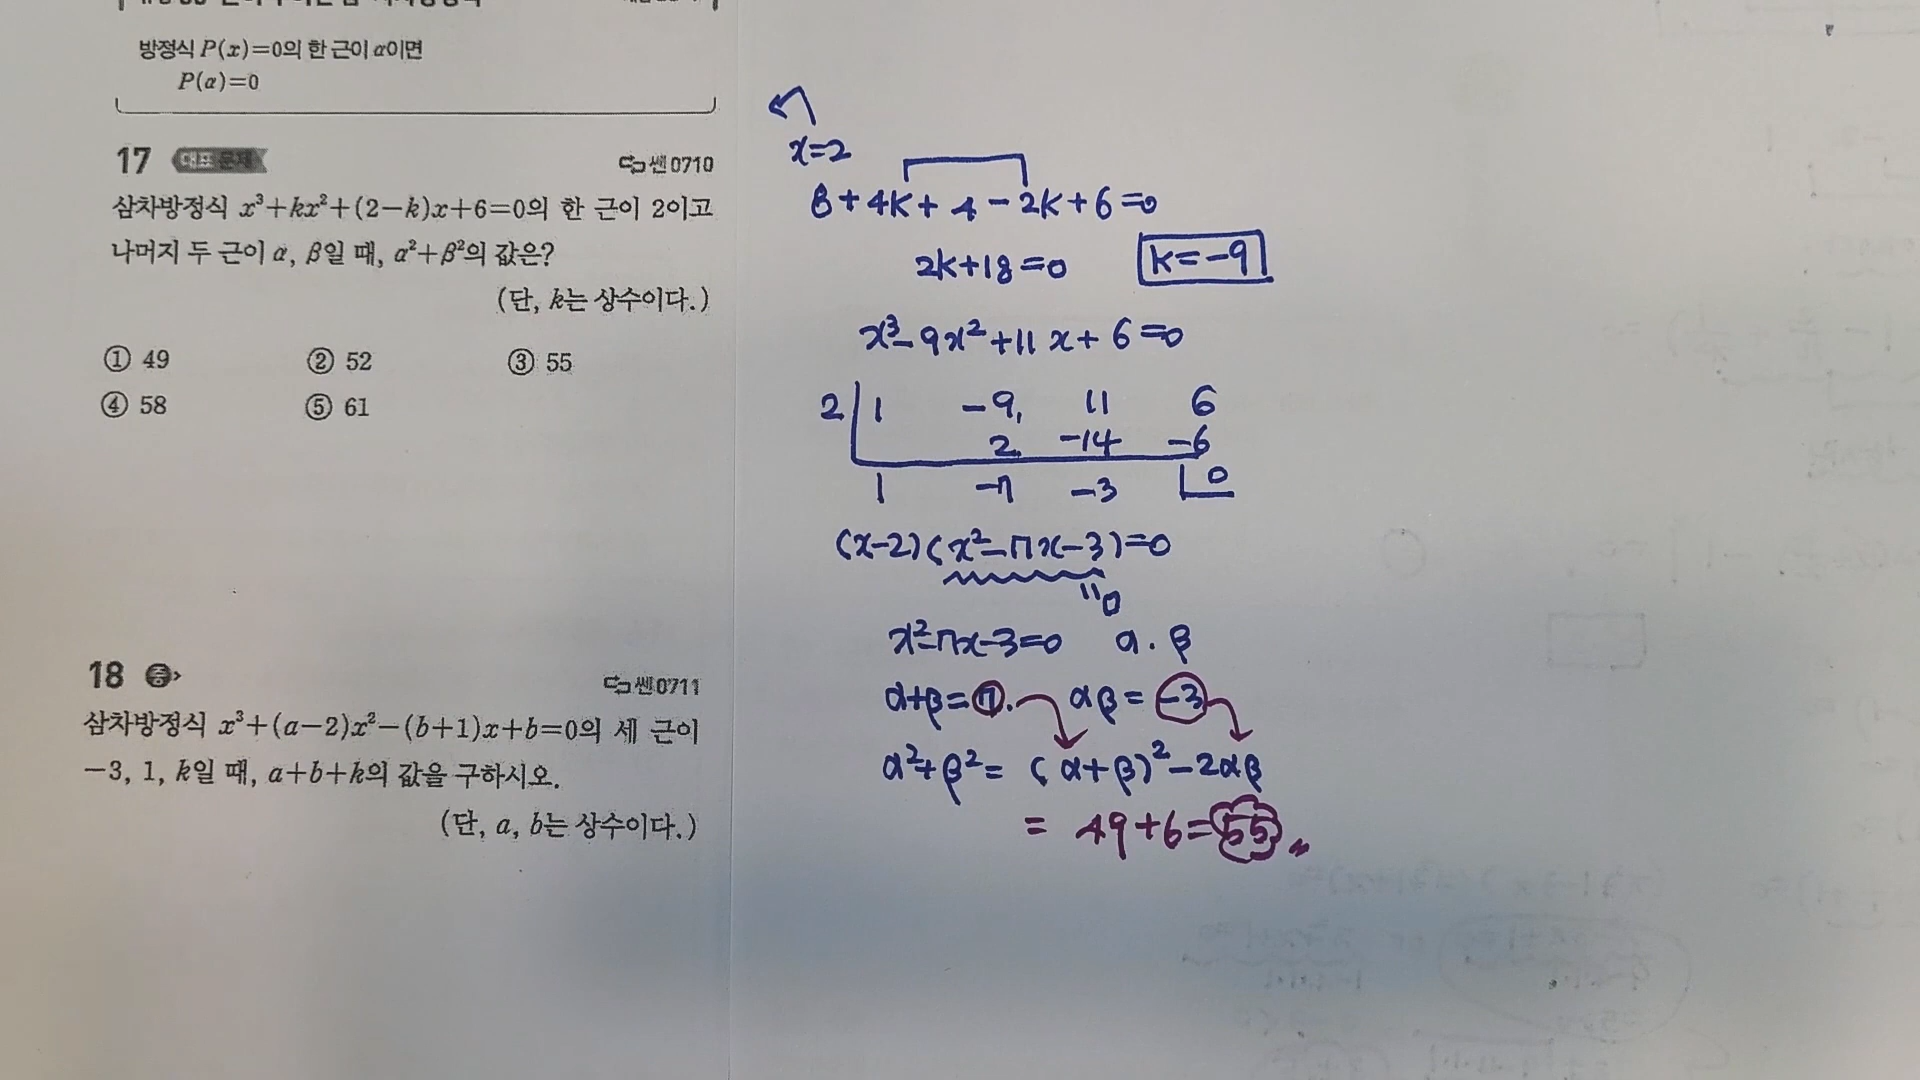 방정식 P(x)=0의 한 근이 α이면
P(α)=0
17 대표 문제 쎈 0710
삼차방정식 x³+kx²+(2-k)x+6=0의 한 근이 2이고
나머지 두 근이 α, β일 때, α²+β²의 값은?
(단, k는 상수이다.)
① 49 ② 52 ③ 55
④ 58 ⑤ 61
18 중 쎈 0711
삼차방정식 x³+(a-2)x²-(b+1)x+b=0의 세 근이
-3, 1, k일 때, a+b+k의 값을 구하시오.
(단, a, b는 상수이다.)
x=2
8+4k+4-2k+6=0
2k+18=0 k=-9
x³-9x²+11x+6=0
2 1 -9 11 6
2 -14 -6
1 -7 -3 0
(x-2)(x²-7x-3)=0
"0
x²-7x-3=0 α. β
α+β=7. αβ=-3
α²+β²=(α+β)²-2αβ
=49+6=55